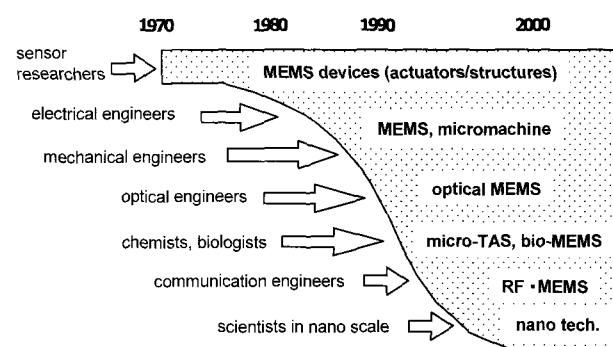 1970 1980 1990 2000
sensor
researchers
MEMS devices (actuators/structures)
electrical engineers
MEMS, micromachine
mechanical engineers
optical engineers
optical MEMS
chemists, biologists
micro-TAS, bio-MEMS
communication engineers
RF・MEMS
scientists in nano scale
nano tech.